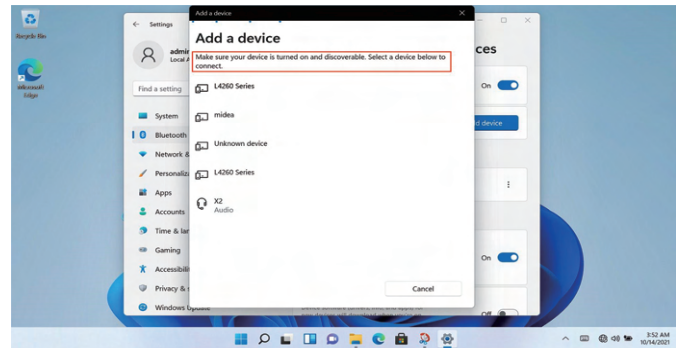 Recycle Bin
Microsoft
Edge
Settings
admin
Local A
Find a setting
System
Bluetooth
Network &
Personaliz
Apps
Accounts
Time & lan
Gaming
Accessibili
Privacy & s
Windows Update
Add a device
Add a device
Make sure your device is turned on and discoverable. Select a device below to
connect.
L4260 Series
midea
Unknown device
L4260 Series
X2
Audio
Cancel
ces
On
d device
On
Off
3:52 AM
10/14/2021